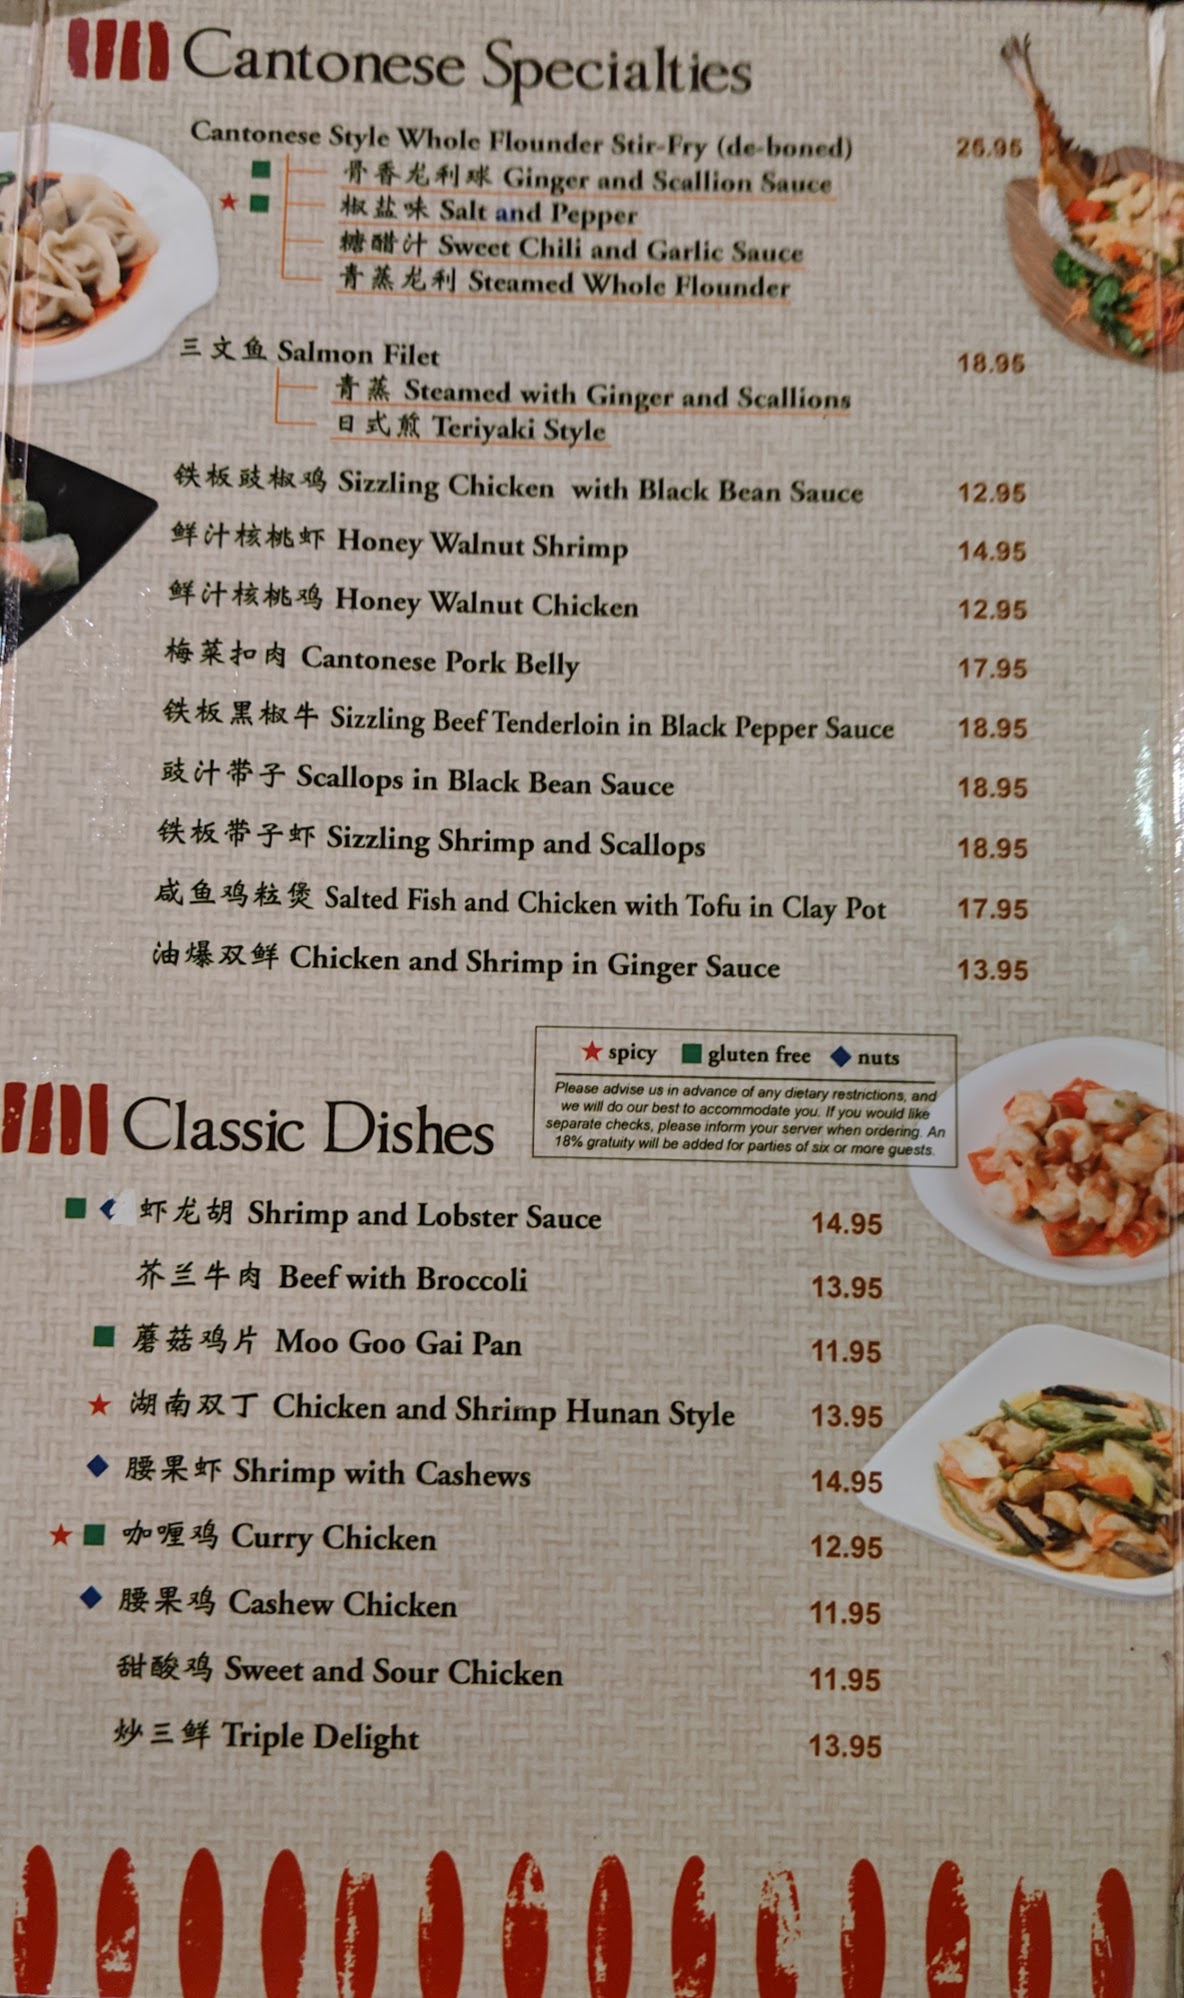 Cantonese Specialties
Cantonese Style Whole Flounder Stir-Fry (de-boned) 26.95
骨香龙利球 Ginger and Scallion Sauce
椒盐味 Salt and Pepper
糖醋汁 Sweet Chili and Garlic Sauce
青蒸龙利 Steamed Whole Flounder
三文鱼 Salmon Filet 18.95
青蒸 Steamed with Ginger and Scallions
日式煎 Teriyaki Style
铁板豉椒鸡 Sizzling Chicken with Black Bean Sauce 12.95
鲜汁核桃虾 Honey Walnut Shrimp 14.95
鲜汁核桃鸡 Honey Walnut Chicken 12.95
梅菜扣肉 Cantonese Pork Belly 17.95
铁板黑椒牛 Sizzling Beef Tenderloin in Black Pepper Sauce 18.95
豉汁带子 Scallops in Black Bean Sauce 18.95
铁板带子虾 Sizzling Shrimp and Scallops 18.95
咸鱼鸡粒煲 Salted Fish and Chicken with Tofu in Clay Pot 17.95
油爆双鲜 Chicken and Shrimp in Ginger Sauce 13.95
spicy gluten free nuts
Please advise us in advance of any dietary restrictions, and
we will do our best to accommodate you. If you would like
separate checks, please inform your server when ordering. An
18% gratuity will be added for parties of six or more guests.
Classic Dishes
虾龙胡 Shrimp and Lobster Sauce 14.95
芥兰牛肉 Beef with Broccoli 13.95
蘑菇鸡片 Moo Goo Gai Pan 11.95
湖南双丁 Chicken and Shrimp Hunan Style 13.95
腰果虾 Shrimp with Cashews 14.95
咖喱鸡 Curry Chicken 12.95
腰果鸡 Cashew Chicken 11.95
甜酸鸡 Sweet and Sour Chicken 11.95
炒三鲜 Triple Delight 13.95